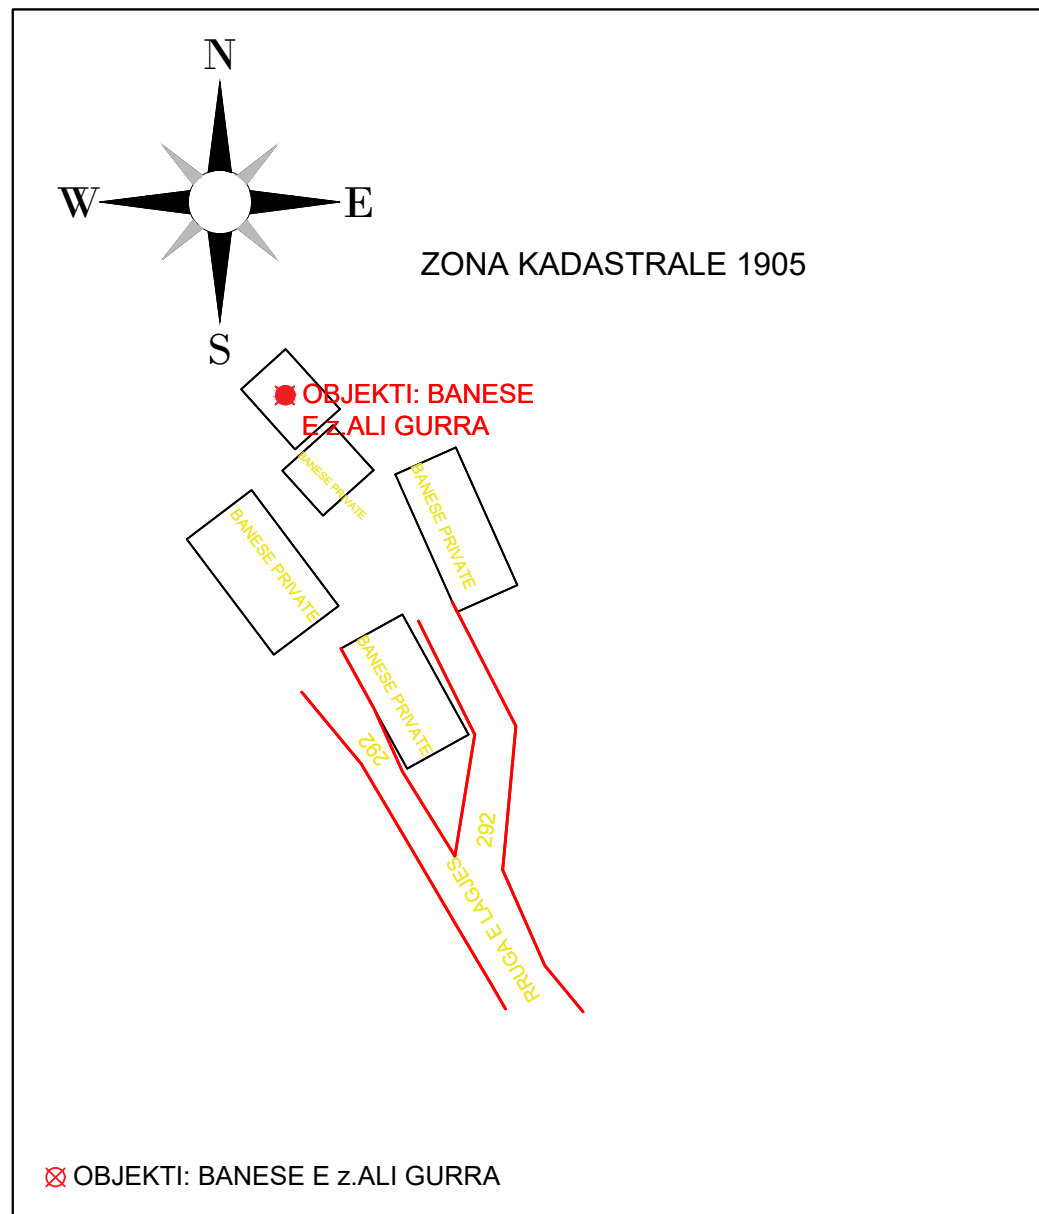 N
W
E
S
ZONA KADASTRALE 1905
OBJEKTI: BANESE
E z.ALI GURRA
BANESE PRIVATE
BANESE PRIVATE
BANESE PRIVATE
BANESE PRIVATE
292
292
RRUGA E LAGJES
OBJEKTI: BANESE E z.ALI GURRA